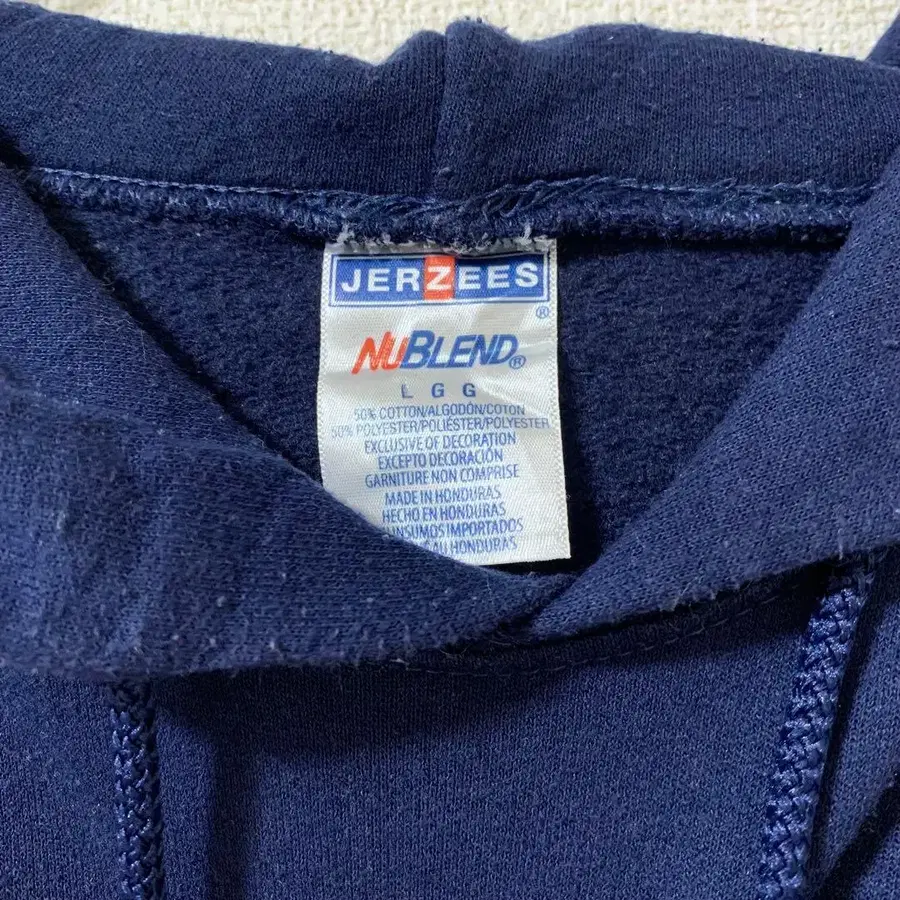 JERZEES
®
NUBLEND®
L G G
50% COTTON/ALGODÓN/COTON
50% POLYESTER/POLIÉSTER/POLYESTER
EXCLUSIVE OF DECORATION
EXCEPTO DECORACIÓN
GARNITURE NON COMPRISE
MADE IN HONDURAS
HECHO EN HONDURAS
INSUMOS IMPORTADOS
AU HONDURAS